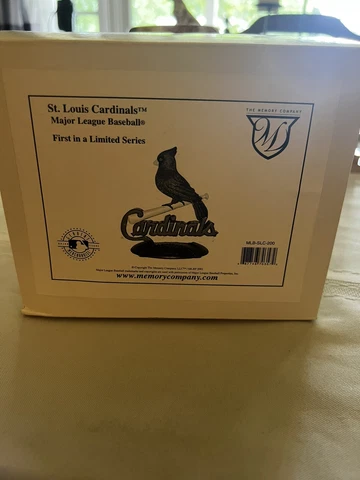 St. Louis Cardinals™
Major League Baseball®
First in a Limited Series
THE MEMORY COMPANY
M
Cardinals
MLB-SLC-200
www.memorycompany.com